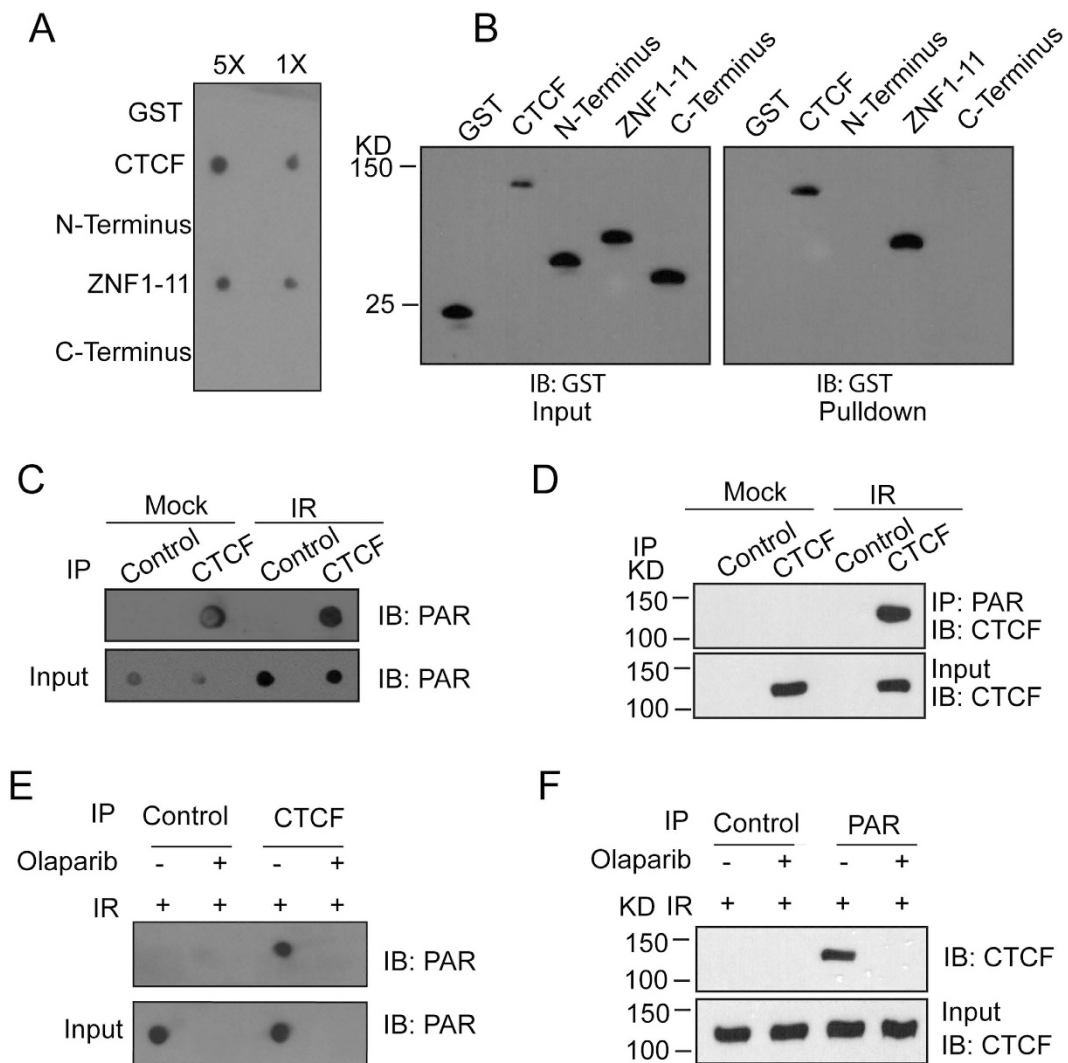 A
5X 1X
GST
CTCF
N-Terminus
ZNF1-11
C-Terminus
B
GST CTCF N-Terminus ZNF1-11 C-Terminus GST CTCF N-Terminus ZNF1-11 C-Terminus
KD
150
25
IB: GST IB: GST
Input Pulldown
C
Mock IR
IP Control CTCF Control CTCF
IB: PAR
Input IB: PAR
D
Mock IR
IP Control CTCF Control CTCF
KD
150 IP: PAR
100 IB: CTCF
150 Input
100 IB: CTCF
E
IP Control CTCF
Olaparib - + - +
IR + + + +
IB: PAR
Input IB: PAR
F
IP Control PAR
Olaparib - + - +
KD IR + + + +
150
100 IB: CTCF
150 Input
100 IB: CTCF